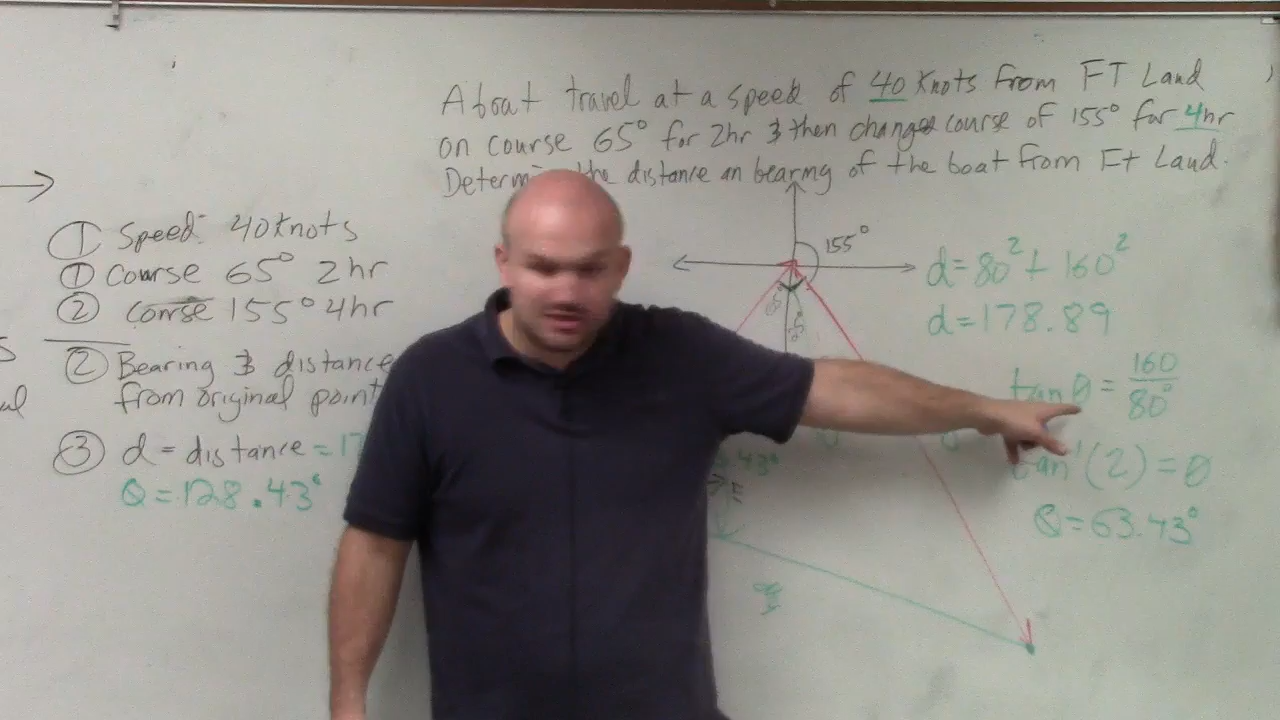 A boat travel at a speed of 40 Knots from FT Land
on course 65° for 2hr & then change course of 155° for 4hr
the distance an bearing of the boat from Ft Land.
① Speed: 40 Knots
① Course 65° 2hr
② Corse 155° 4hr
② Bearing & distance
from original point
③ d = distance = 17
θ = 128.43°
155°
65°
.43°
d = 80² + 160²
d = 178.89
tan θ = 160/80°
tan⁻¹(2) = θ
θ = 63.43°